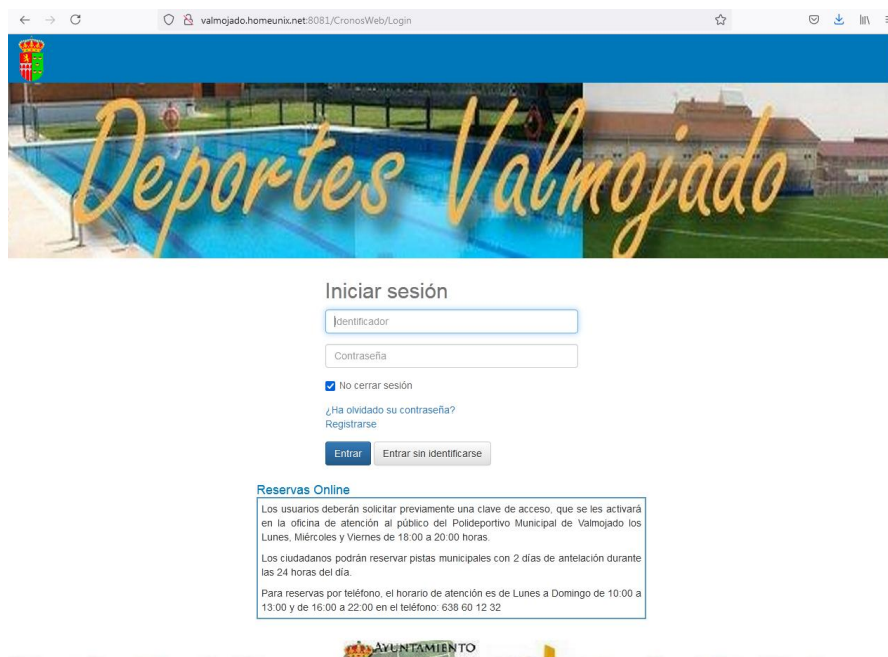 valmojado.homeunix.net:8081/CronosWeb/Login
Deportes Valmojado
Iniciar sesión
Identificador
Contraseña
No cerrar sesión
¿Ha olvidado su contraseña?
Registrarse
Entrar
Entrar sin identificarse
Reservas Online
Los usuarios deberán solicitar previamente una clave de acceso, que se les activará
en la oficina de atención al público del Polideportivo Municipal de Valmojado los
Lunes, Miércoles y Viernes de 18:00 a 20:00 horas.
Los ciudadanos podrán reservar pistas municipales con 2 días de antelación durante
las 24 horas del día.
Para reservas por teléfono, el horario de atención es de Lunes a Domingo de 10:00 a
13:00 y de 16:00 a 22:00 en el teléfono: 638 60 12 32
AYUNTAMIENTO